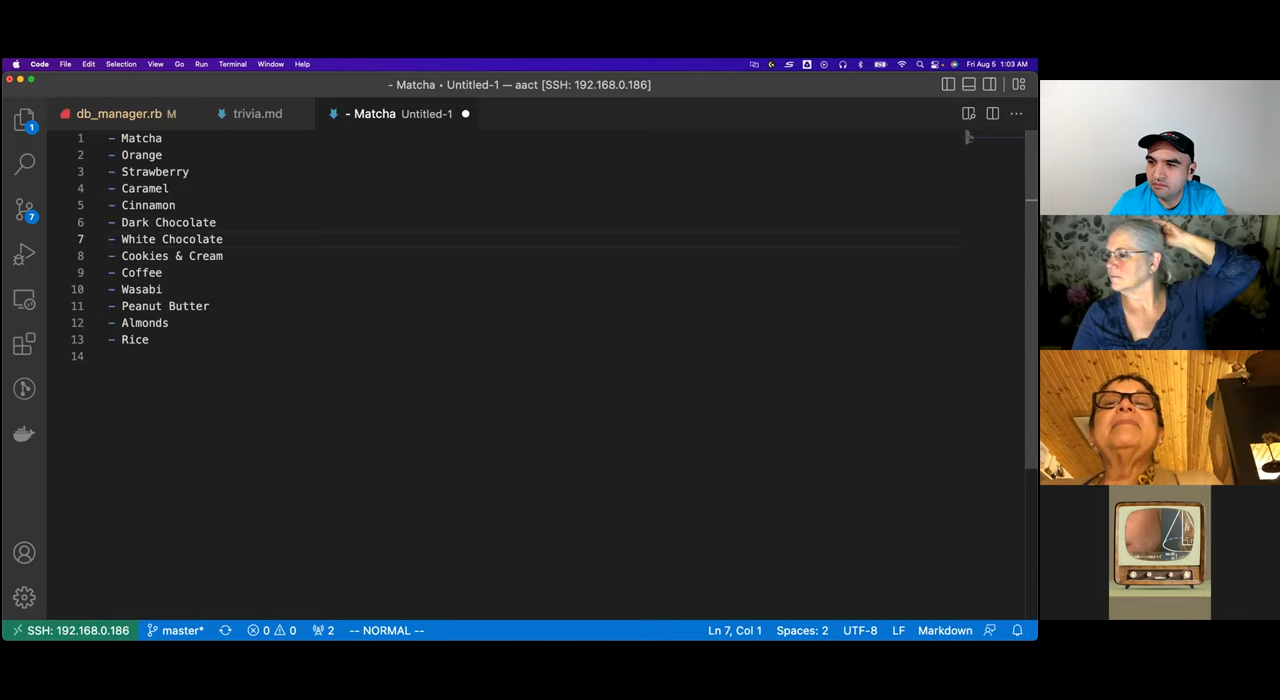 Code File Edit Selection View Go Run Terminal Window Help Fri Aug 5 1:03 AM
- Matcha • Untitled-1 — aact [SSH: 192.168.0.186]
db_manager.rb M trivia.md - Matcha Untitled-1
1 - Matcha
2 - Orange
3 - Strawberry
4 - Caramel
5 - Cinnamon
6 - Dark Chocolate
7 - White Chocolate
8 - Cookies & Cream
9 - Coffee
10 - Wasabi
11 - Peanut Butter
12 - Almonds
13 - Rice
14
1
7
SSH: 192.168.0.186 master* 0 0 2 -- NORMAL -- Ln 7, Col 1 Spaces: 2 UTF-8 LF Markdown